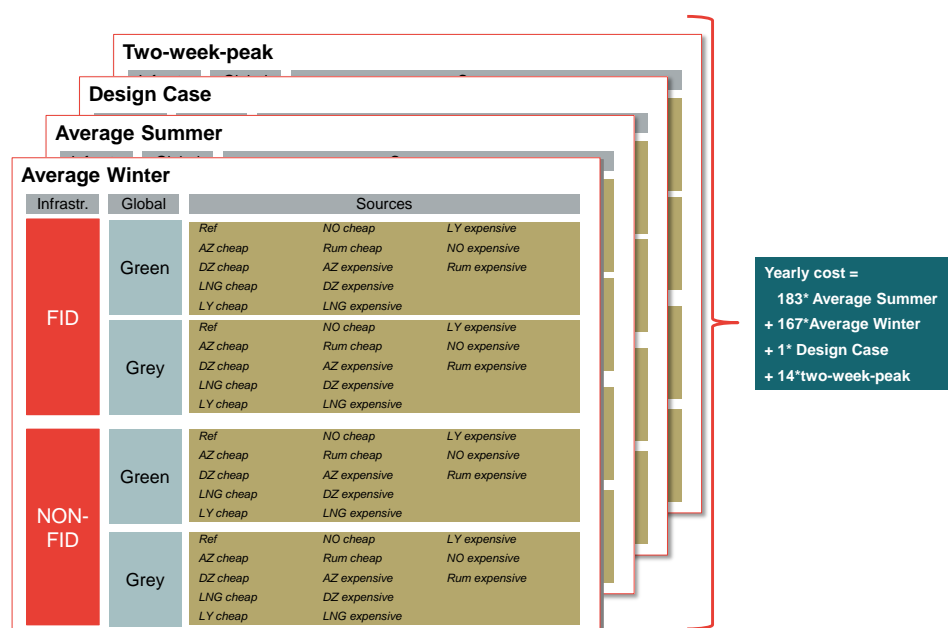 Two-week-peak
Design Case
Average Summer
Average Winter
Infrastr. Global Sources
FID
Green
Ref NO cheap LY expensive
AZ cheap Rum cheap NO expensive
DZ cheap AZ expensive Rum expensive
LNG cheap DZ expensive
LY cheap LNG expensive
Grey
Ref NO cheap LY expensive
AZ cheap Rum cheap NO expensive
DZ cheap AZ expensive Rum expensive
LNG cheap DZ expensive
LY cheap LNG expensive
NON-
FID
Green
Ref NO cheap LY expensive
AZ cheap Rum cheap NO expensive
DZ cheap AZ expensive Rum expensive
LNG cheap DZ expensive
LY cheap LNG expensive
Grey
Ref NO cheap LY expensive
AZ cheap Rum cheap NO expensive
DZ cheap AZ expensive Rum expensive
LNG cheap DZ expensive
LY cheap LNG expensive
Yearly cost =
183* Average Summer
+ 167*Average Winter
+ 1* Design Case
+ 14*two-week-peak